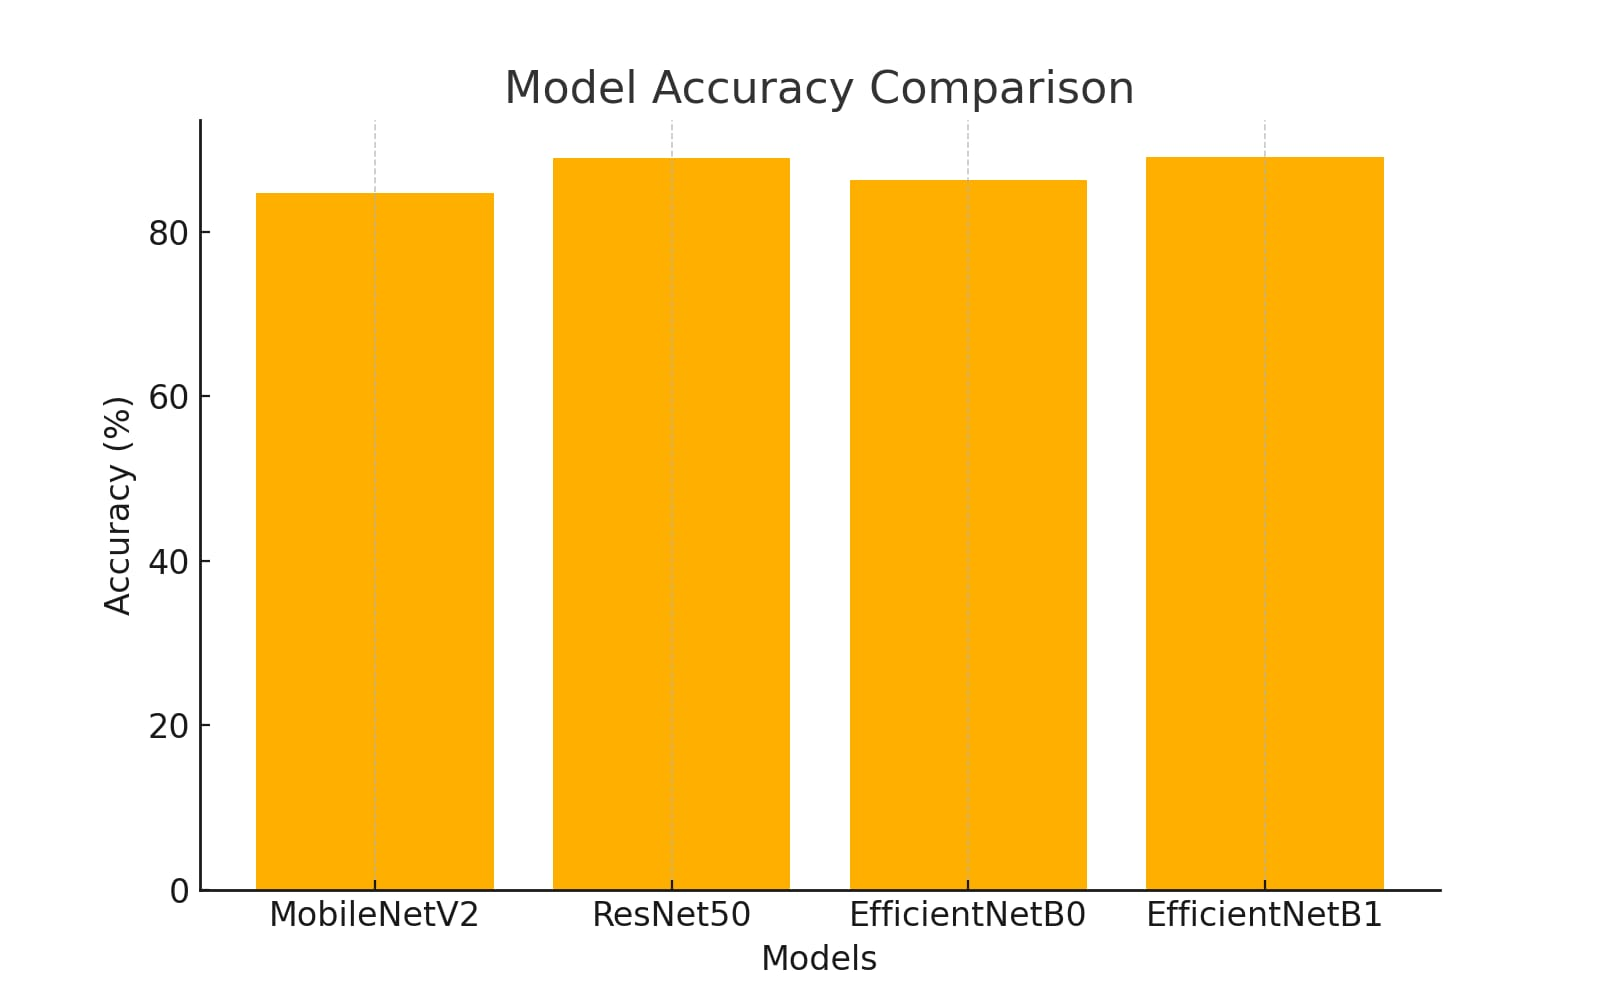 Model Accuracy Comparison
80
60
40
20
0
Accuracy (%)
MobileNetV2 ResNet50 EfficientNetB0 EfficientNetB1
Models